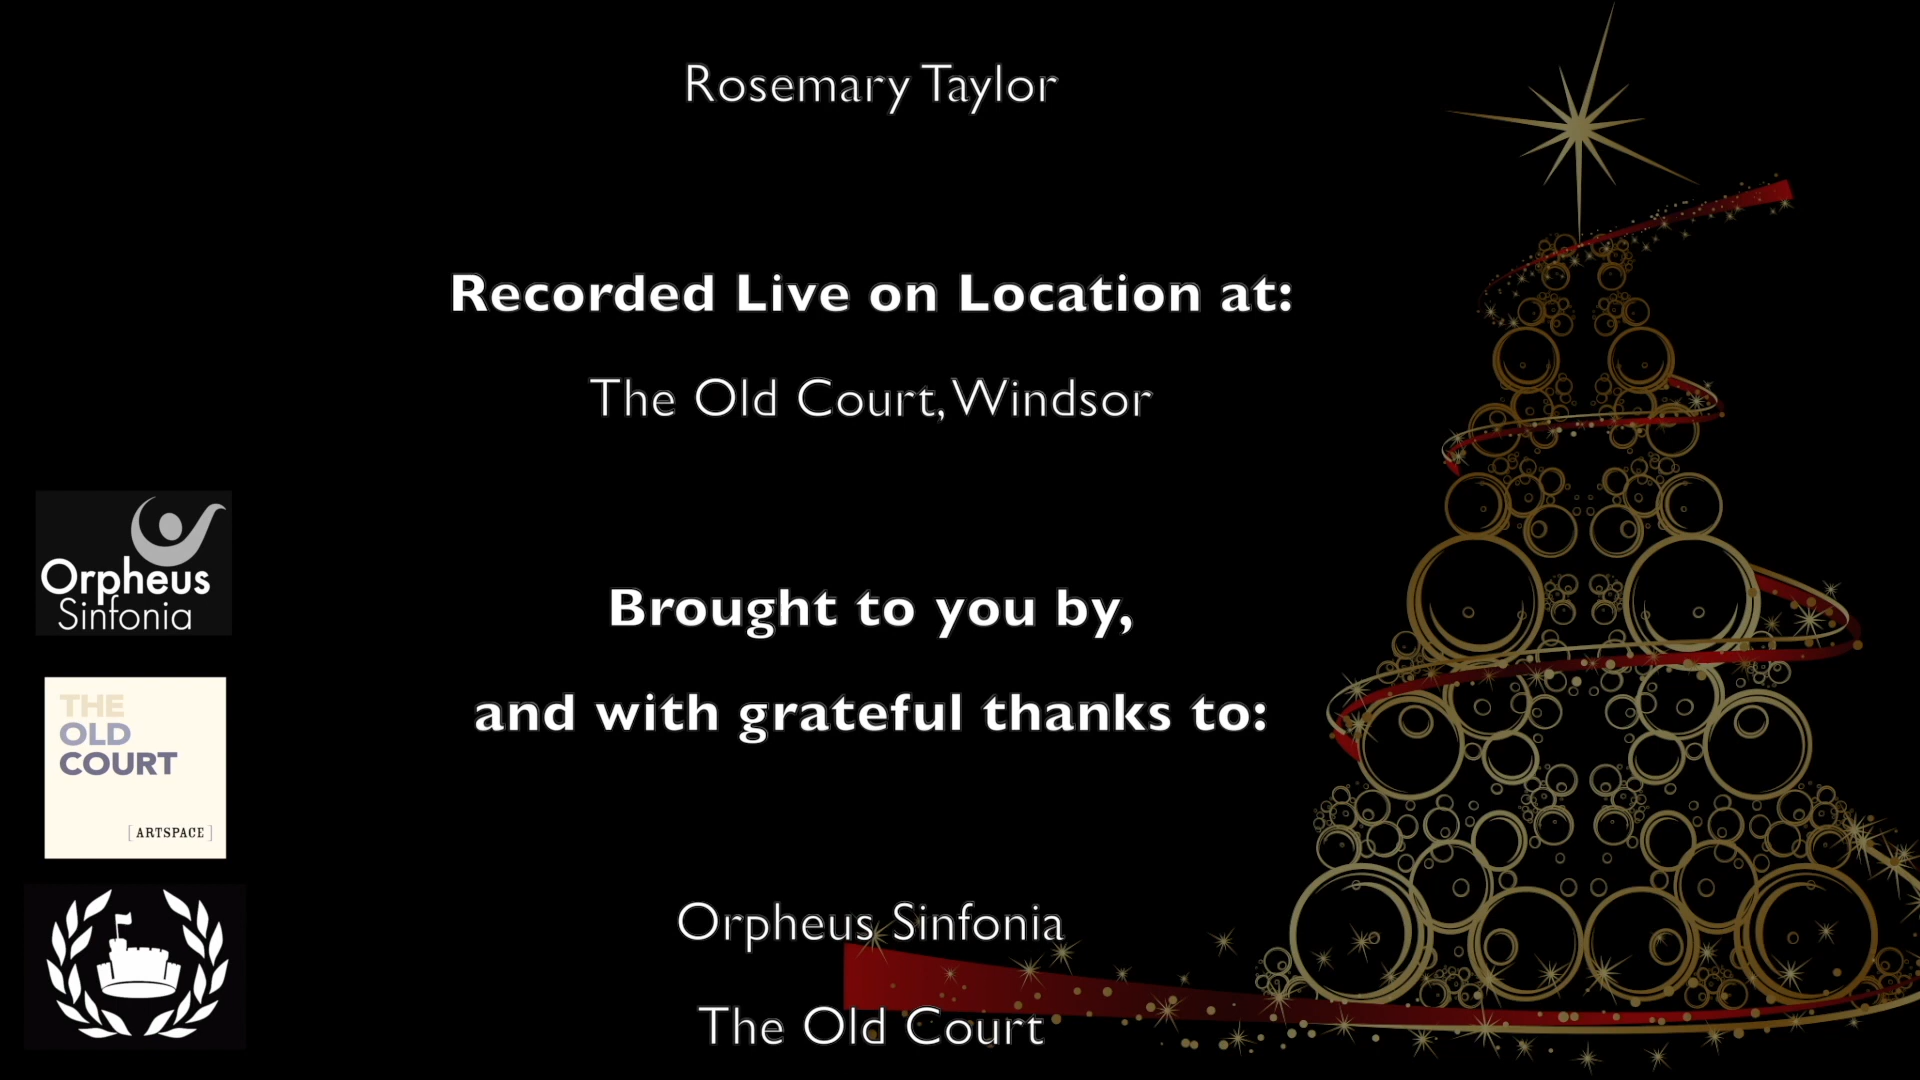 Rosemary Taylor
Recorded Live on Location at:
The Old Court, Windsor
Brought to you by,
and with grateful thanks to:
Orpheus Sinfonia
The Old Court
Orpheus
Sinfonia
THE
OLD
COURT
[ARTSPACE]